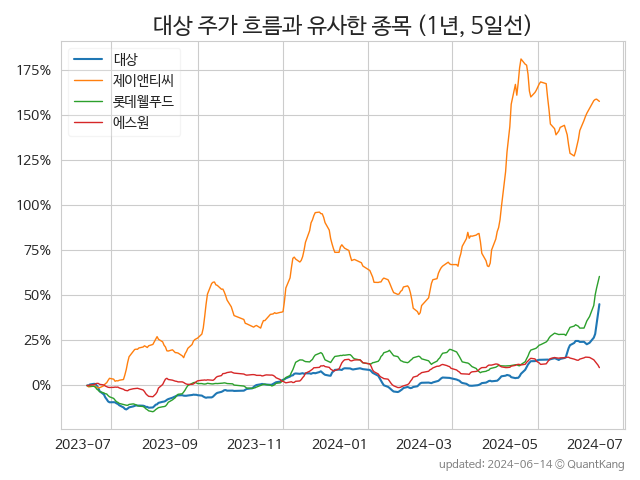 대상 주가 흐름과 유사한 종목 (1년, 5일선)
대상
제이앤티씨
롯데웰푸드
에스원
175%
150%
125%
100%
75%
50%
25%
0%
2023-07 2023-09 2023-11 2024-01 2024-03 2024-05 2024-07
updated: 2024-06-14 © QuantKang